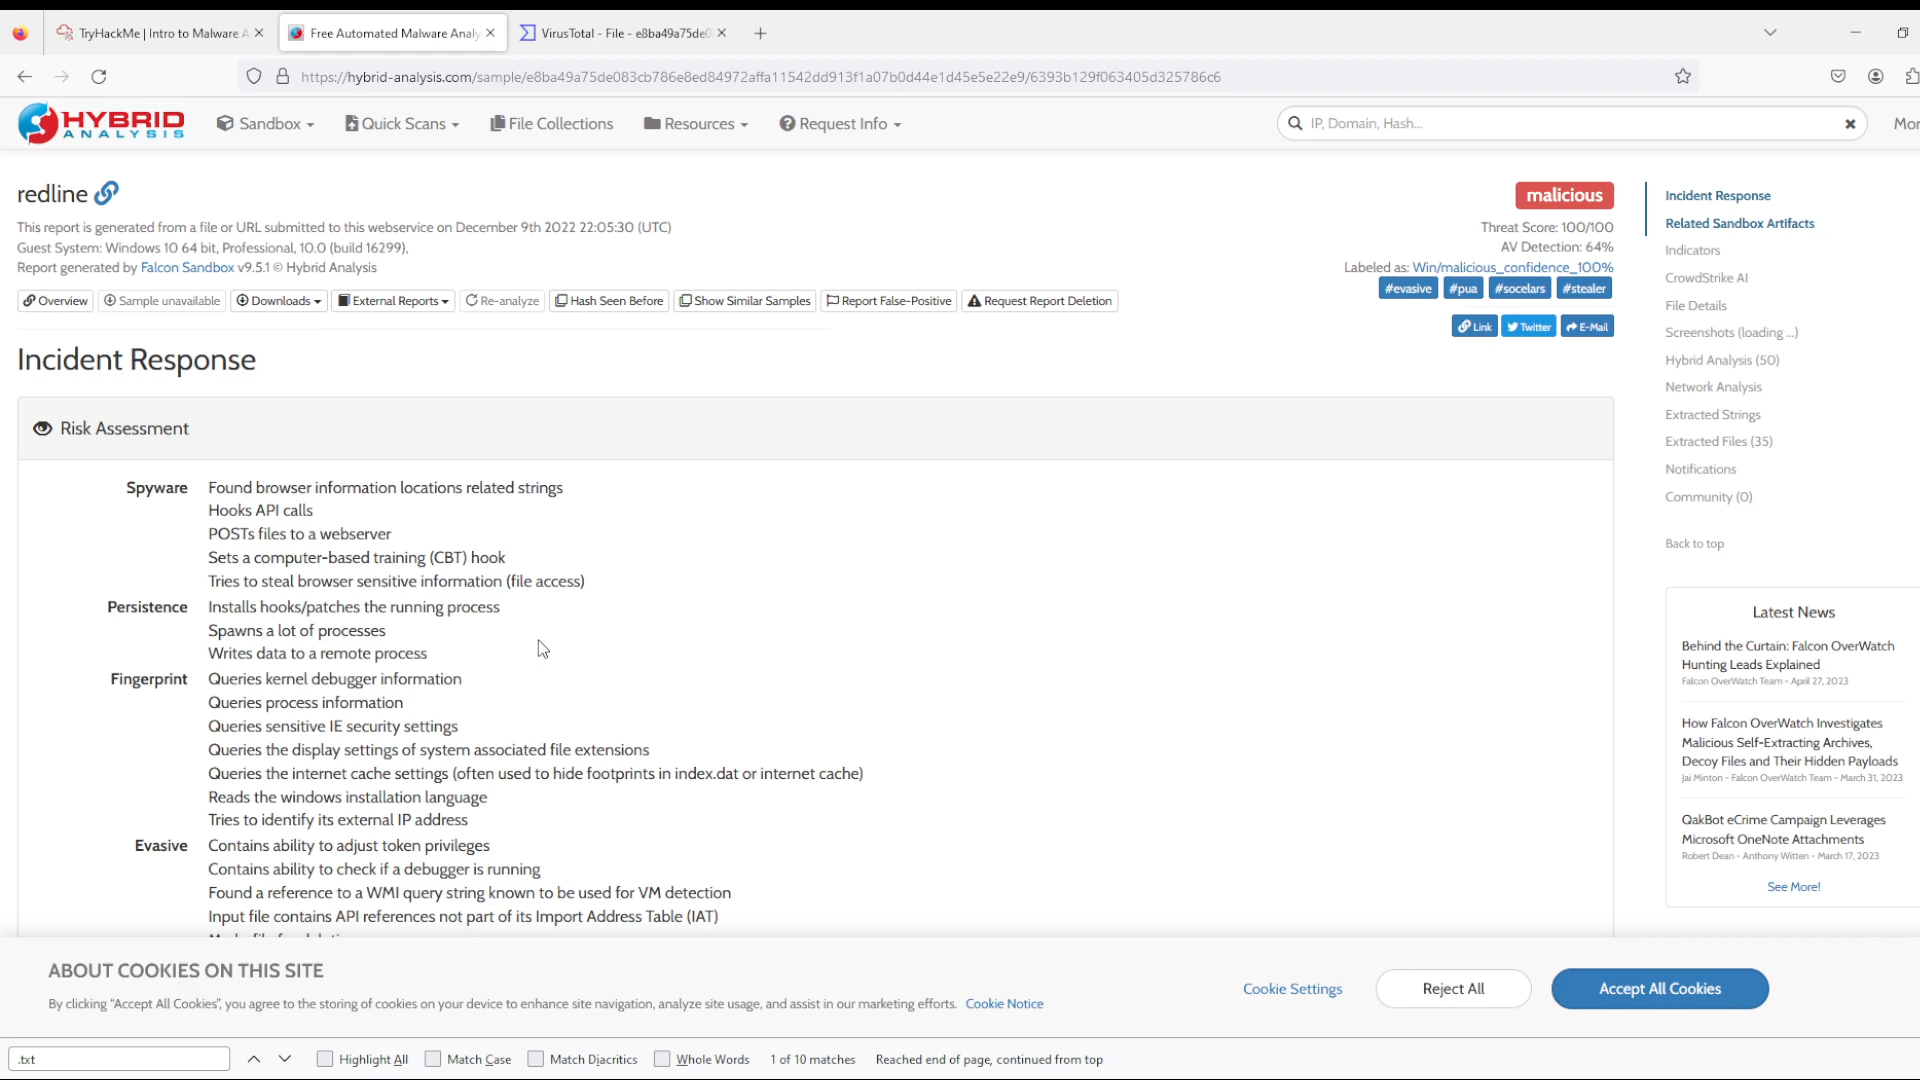 TryHackMe | Intro to Malware A
Free Automated Malware Analy
VirusTotal - File - e8ba49a75de0
https://hybrid-analysis.com/sample/e8ba49a75de083cb786e8ed84972affa11542dd913f1a07b0d44e1d45e5e22e9/6393b129f063405d325786c6
HYBRID
ANALYSIS
Sandbox
Quick Scans
File Collections
Resources
Request Info
IP, Domain, Hash...
Mor
redline
This report is generated from a file or URL submitted to this webservice on December 9th 2022 22:05:30 (UTC)
Guest System: Windows 10 64 bit, Professional, 10.0 (build 16299),
Report generated by Falcon Sandbox v9.5.1 © Hybrid Analysis
malicious
Threat Score: 100/100
AV Detection: 64%
Labeled as: Win/malicious_confidence_100%
#evasive #pua #socelars #stealer
Link Twitter E-Mail
Overview
Sample unavailable
Downloads
External Reports
Re-analyze
Hash Seen Before
Show Similar Samples
Report False-Positive
Request Report Deletion
Incident Response
Risk Assessment
Spyware
Found browser information locations related strings
Hooks API calls
POSTs files to a webserver
Sets a computer-based training (CBT) hook
Tries to steal browser sensitive information (file access)
Persistence
Installs hooks/patches the running process
Spawns a lot of processes
Writes data to a remote process
Fingerprint
Queries kernel debugger information
Queries process information
Queries sensitive IE security settings
Queries the display settings of system associated file extensions
Queries the internet cache settings (often used to hide footprints in index.dat or internet cache)
Reads the windows installation language
Tries to identify its external IP address
Evasive
Contains ability to adjust token privileges
Contains ability to check if a debugger is running
Found a reference to a WMI query string known to be used for VM detection
Input file contains API references not part of its Import Address Table (IAT)
Incident Response
Related Sandbox Artifacts
Indicators
CrowdStrike AI
File Details
Screenshots (loading ...)
Hybrid Analysis (50)
Network Analysis
Extracted Strings
Extracted Files (35)
Notifications
Community (0)
Back to top
Latest News
Behind the Curtain: Falcon OverWatch
Hunting Leads Explained
Falcon OverWatch Team - April 27, 2023
How Falcon OverWatch Investigates
Malicious Self-Extracting Archives,
Decoy Files and Their Hidden Payloads
Jai Minton - Falcon OverWatch Team - March 31, 2023
QakBot eCrime Campaign Leverages
Microsoft OneNote Attachments
Robert Dean - Anthony Witten - March 17, 2023
See More!
ABOUT COOKIES ON THIS SITE
By clicking "Accept All Cookies", you agree to the storing of cookies on your device to enhance site navigation, analyze site usage, and assist in our marketing efforts. Cookie Notice
Cookie Settings
Reject All
Accept All Cookies
.txt
Highlight All
Match Case
Match Diacritics
Whole Words
1 of 10 matches
Reached end of page, continued from top